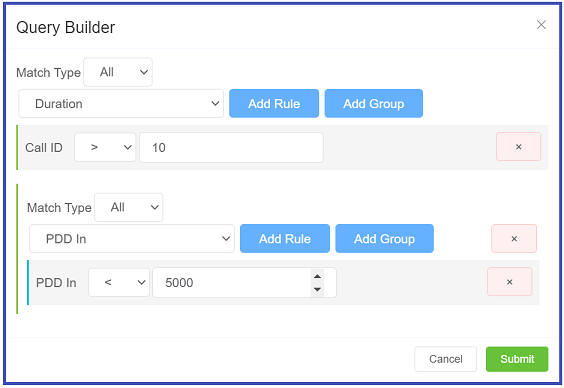 Query Builder ×
Match Type All
Duration Add Rule Add Group
Call ID > 10 ×
Match Type All
PDD In Add Rule Add Group ×
PDD In < 5000 ×
Cancel Submit